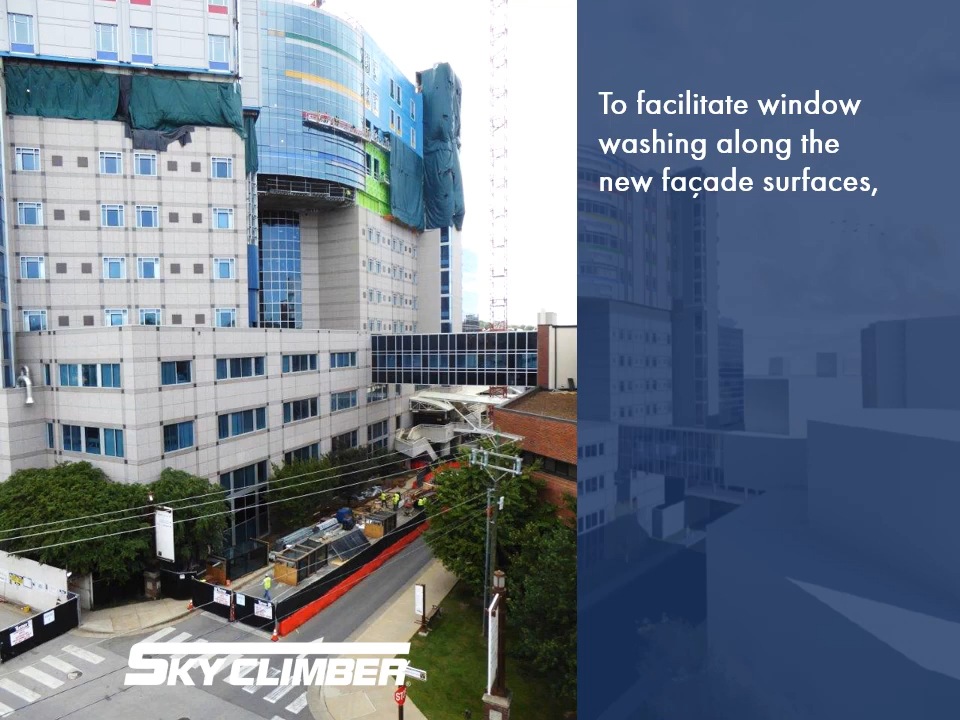 To facilitate window
washing along the
new façade surfaces,
SKYCLIMBER®